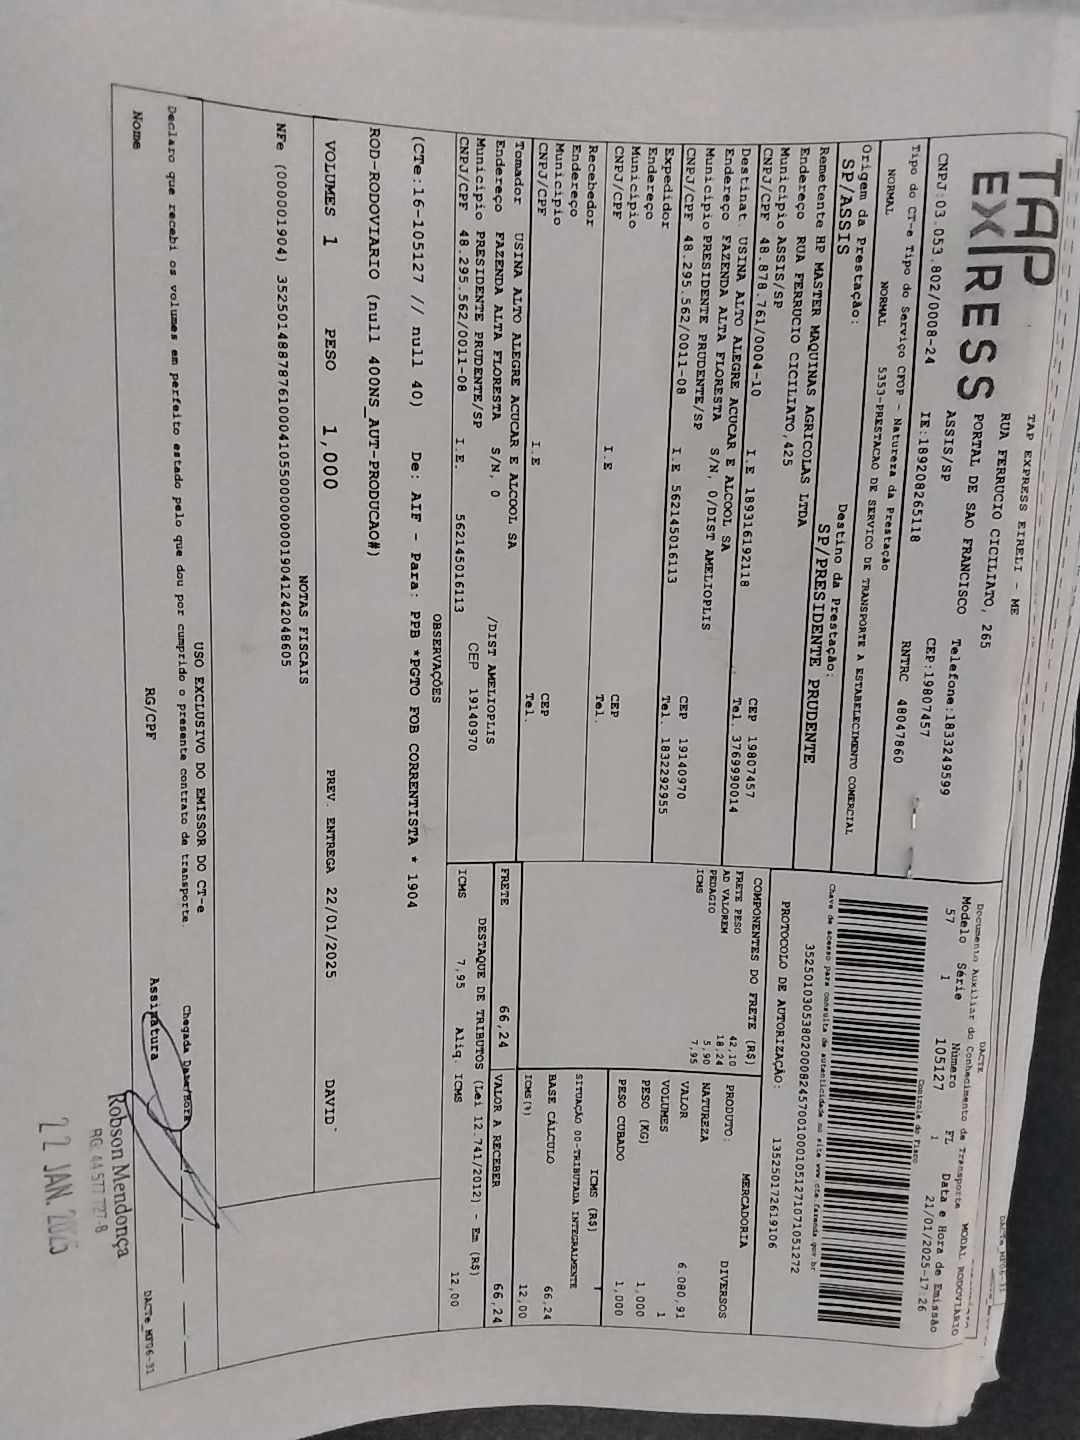 TAP EXPRESS
TAP EXPRESS EIRELI - ME
RUA FERRUCIO CICILIATO, 265
PORTAL DE SAO FRANCISCO Telefone:1833249599
ASSIS/SP CEP:19807457
CNPJ:03.053.802/0008-24 IE:189208265118 RNTRC 48047860
DACTE
Documento Auxiliar do Conhecimento de Transporte MODAL RODOVIÁRIO
Modelo Série Número FL Data e Hora de Emissão
57 1 105127 1 21/01/2025-17:26
Controle do Fisco
Chave de acesso para consulta de autenticidade no site www.cte.fazenda.gov.br
35250103053802000824570010001051271071051272
PROTOCOLO DE AUTORIZAÇÃO: 135250172619106
Tipo do CT-e Tipo do Serviço CFOP - Natureza da Prestação
NORMAL NORMAL 5353-PRESTACAO DE SERVICO DE TRANSPORTE A ESTABELECIMENTO COMERCIAL
Origem da Prestação: Destino da Prestação:
SP/ASSIS SP/PRESIDENTE PRUDENTE
Remetente HP MASTER MAQUINAS AGRICOLAS LTDA
Endereço RUA FERRUCIO CICILIATO,425
Município ASSIS/SP CEP 19807457
CNPJ/CPF 48.878.761/0004-10 I.E 189316192118 Tel. 3769990014
Destinat. USINA ALTO ALEGRE ACUCAR E ALCOOL SA
Endereço FAZENDA ALTA FLORESTA S/N, 0/DIST AMELIOPLIS
Município PRESIDENTE PRUDENTE/SP CEP 19140970
CNPJ/CPF 48.295.562/0011-08 I.E 562145016113 Tel. 1832292955
Expedidor
Endereço
Município CEP
CNPJ/CPF I.E Tel.
Recebedor
Endereço
Município CEP
CNPJ/CPF I.E Tel.
Tomador USINA ALTO ALEGRE ACUCAR E ALCOOL SA
Endereço FAZENDA ALTA FLORESTA S/N, 0 /DIST AMELIOPLIS
Município PRESIDENTE PRUDENTE/SP CEP 19140970
CNPJ/CPF 48.295.562/0011-08 I.E. 562145016113
COMPONENTES DO FRETE (R$)
FRETE PESO 42,10
AD VALOREM 18,24
PEDAGIO 5,90
ICMS 7,95
MERCADORIA
PRODUTO: DIVERSOS
NATUREZA
VALOR 6.080,91
VOLUMES 1
PESO (KG) 1,000
PESO CUBADO 1,000
ICMS (R$)
SITUAÇÃO 00-TRIBUTADA INTEGRALMENTE
BASE CÁLCULO 66,24
ICMS(%) 12,00
FRETE 66,24 VALOR A RECEBER 66,24
DESTAQUE DE TRIBUTOS (Lei 12.741/2012) - Em (R$)
ICMS 7,95 Aliq. ICMS 12,00
OBSERVAÇÕES
(CTe:16-105127 // null 40) De: AIF - Para: PPB *PGTO FOB CORRENTISTA * 1904
ROD-RODOVIARIO (null 400NS_AUT-PRODUCAO#)
VOLUMES 1 PESO 1,000 PREV. ENTREGA 22/01/2025 DAVID
NOTAS FISCAIS
NFe (000001904) 35250148878761000410550000000019041242048605
USO EXCLUSIVO DO EMISSOR DO CT-e
Declaro que recebi os volumes em perfeito estado pelo que dou por cumprido o presente contrato de transporte. Chegada Data/Hora
Nome RG/CPF Assinatura
DACTe_MF06-31
Robson Mendonça
RG: 44.572.727-8
22 JAN. 2025